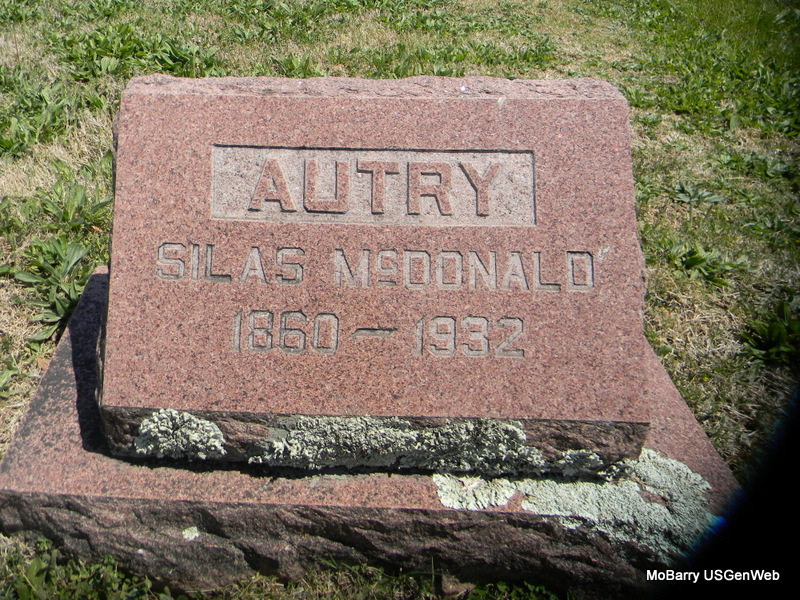 AUTRY
SILAS McDONALD
1860 — 1932
MoBarry USGenWeb